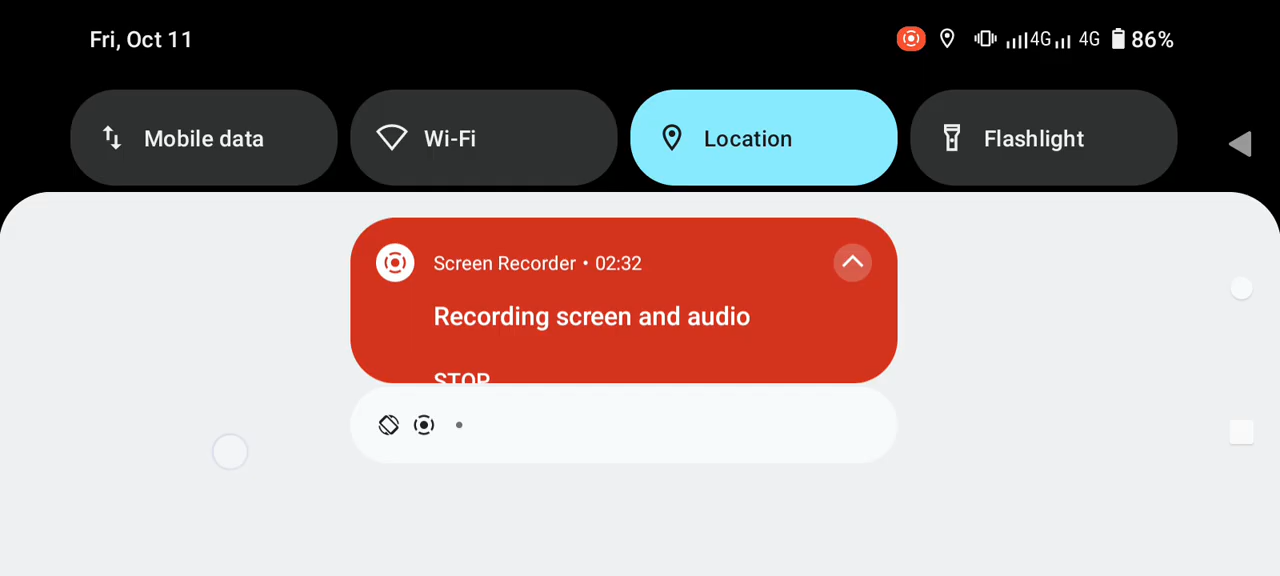 Fri, Oct 11
4G 4G 86%
Mobile data
Wi-Fi
Location
Flashlight
Screen Recorder • 02:32
Recording screen and audio
STOP